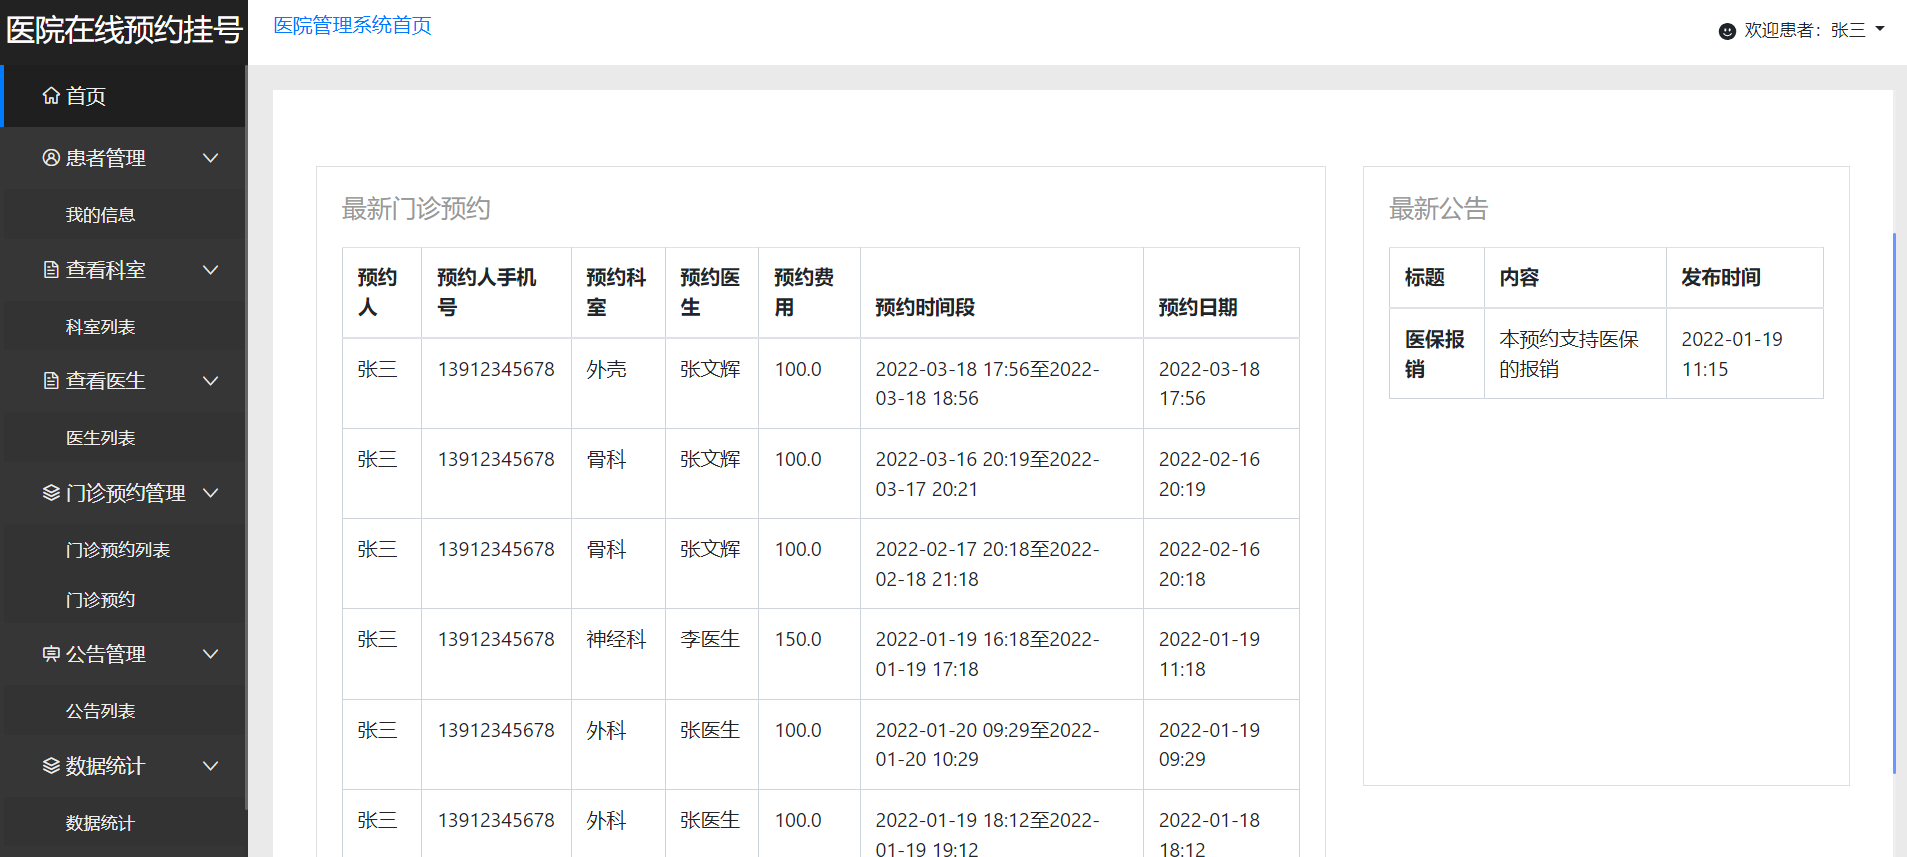 医院在线预约挂号
医院管理系统首页
欢迎患者：张三
首页
患者管理
我的信息
查看科室
科室列表
查看医生
医生列表
门诊预约管理
门诊预约列表
门诊预约
公告管理
公告列表
数据统计
数据统计
最新门诊预约
预约人 预约人手机号 预约科室 预约医生 预约费用 预约时间段 预约日期
张三 13912345678 外壳 张文辉 100.0 2022-03-18 17:56至2022-03-18 18:56 2022-03-18 17:56
张三 13912345678 骨科 张文辉 100.0 2022-03-16 20:19至2022-03-17 20:21 2022-02-16 20:19
张三 13912345678 骨科 张文辉 100.0 2022-02-17 20:18至2022-02-18 21:18 2022-02-16 20:18
张三 13912345678 神经科 李医生 150.0 2022-01-19 16:18至2022-01-19 17:18 2022-01-19 11:18
张三 13912345678 外科 张医生 100.0 2022-01-20 09:29至2022-01-20 10:29 2022-01-19 09:29
张三 13912345678 外科 张医生 100.0 2022-01-19 18:12至2022-01-19 19:12 2022-01-18 18:12
最新公告
标题 内容 发布时间
医保报销 本预约支持医保的报销 2022-01-19 11:15